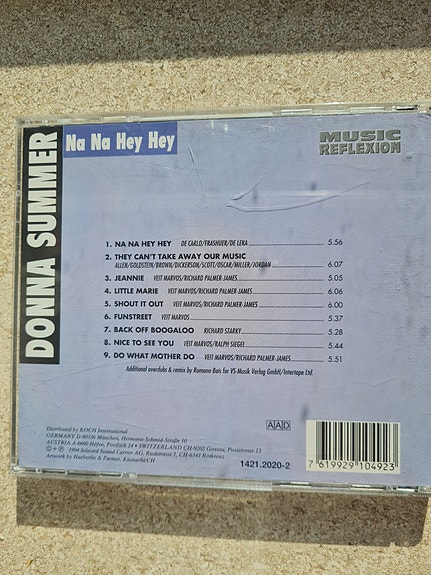 DONNA SUMMER
Na Na Hey Hey
MUSIC
REFLEXION
1. NA NA HEY HEY DE CARLO/FRASHUER/DE LEKA 5.56
2. THEY CAN'T TAKE AWAY OUR MUSIC
ALLEN/GOLDSTEIN/BROWN/DICKERSON/SCOTT/OSCAR/MILLER/JORDAN 6.07
3. JEANNIE VEIT MARVOS/RICHARD PALMER-JAMES 5.05
4. LITTLE MARIE VEIT MARVOS/RICHARD PALMER-JAMES 6.06
5. SHOUT IT OUT VEIT MARVOS/RICHARD PALMER-JAMES 6.00
6. FUNSTREET VEIT MARVOS 5.37
7. BACK OFF BOOGALOO RICHARD STARKY 5.28
8. NICE TO SEE YOU VEIT MARVOS/RALPH SIEGEL 5.44
9. DO WHAT MOTHER DO VEIT MARVOS/RICHARD PALMER-JAMES 5.51
Additional overdubs & remix by Romano Bais for VS-Musik Verlag GmbH/Intertape Ltd.
Distributed by KOCH International
GERMANY D-80336 München, Hermann-Schmid-Straße 10
AUSTRIA A-6600 Höfen, Postfach 24 • SWITZERLAND CH-9202 Gossau, Poststrasse 13
© + ℗ 1994 Selected Sound Carrier AG, Riedstrasse 1, CH-6343 Rotkreuz
Artwork by Haeberlin & Partner, Küsnacht/CH
AAD
1421.2020-2
7 619929 104923